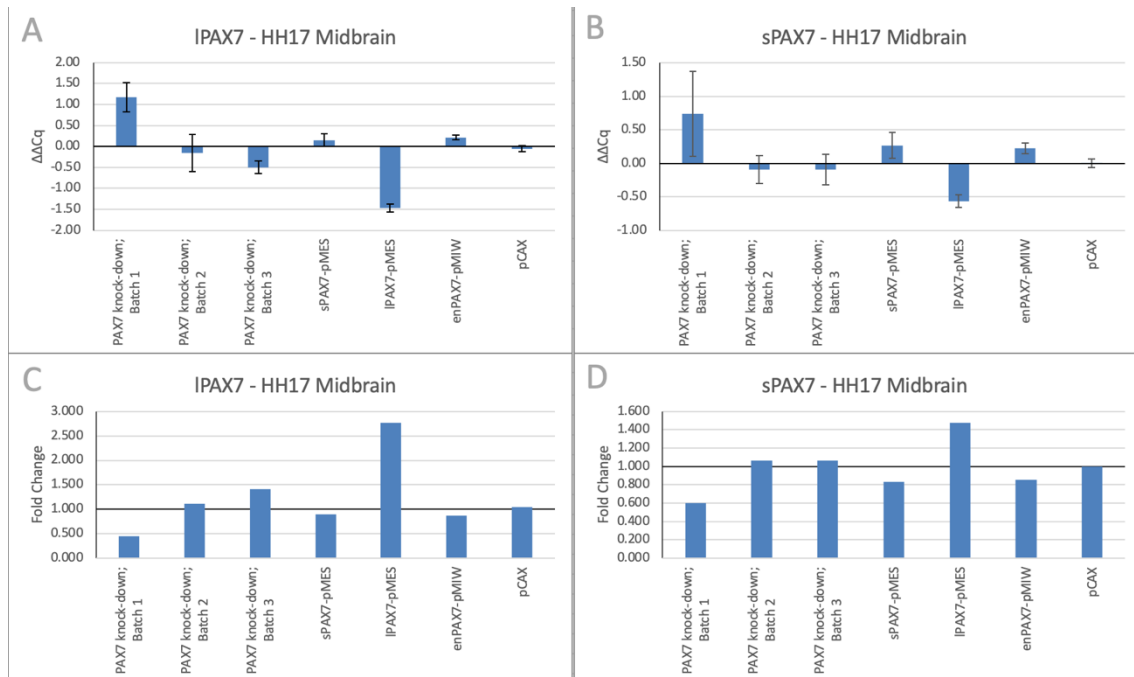 A
lPAX7 - HH17 Midbrain
2.00
1.50
1.00
0.50
0.00
-0.50
-1.00
-1.50
-2.00
ΔΔCq
PAX7 knock-down;
Batch 1
PAX7 knock-down;
Batch 2
PAX7 knock-down;
Batch 3
sPAX7-pMES
lPAX7-pMES
enPAX7-pMIW
pCAX
B
sPAX7 - HH17 Midbrain
1.50
1.00
0.50
0.00
-0.50
-1.00
ΔΔCq
PAX7 knock-down;
Batch 1
PAX7 knock-down;
Batch 2
PAX7 knock-down;
Batch 3
sPAX7-pMES
lPAX7-pMES
enPAX7-pMIW
pCAX
C
lPAX7 - HH17 Midbrain
3.000
2.500
2.000
1.500
1.000
0.500
0.000
Fold Change
PAX7 knock-down;
Batch 1
PAX7 knock-down;
Batch 2
PAX7 knock-down;
Batch 3
sPAX7-pMES
lPAX7-pMES
enPAX7-pMIW
pCAX
D
sPAX7 - HH17 Midbrain
1.600
1.400
1.200
1.000
0.800
0.600
0.400
0.200
0.000
Fold Change
PAX7 knock-down;
Batch 1
PAX7 knock-down;
Batch 2
PAX7 knock-down;
Batch 3
sPAX7-pMES
lPAX7-pMES
enPAX7-pMIW
pCAX